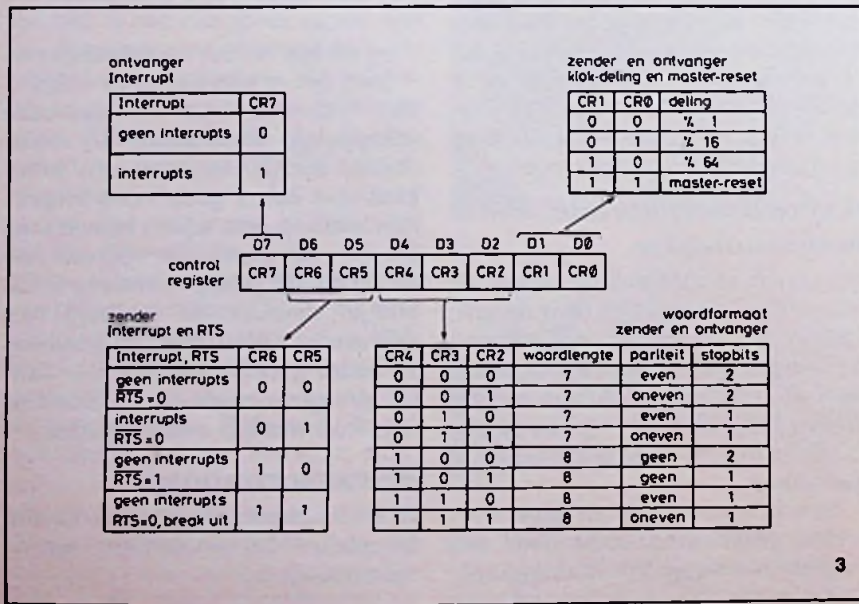 ontvanger
Interrupt
Interrupt CR7
geen interrupts 0
interrupts 1
zender en ontvanger
klok-deling en master-reset
CR1 CR0 deling
0 0 % 1
0 1 % 16
1 0 % 64
1 1 master-reset
D7 D6 D5 D4 D3 D2 D1 D0
control
register
CR7 CR6 CR5 CR4 CR3 CR2 CR1 CR0
zender
Interrupt en RTS
Interrupt, RTS CR6 CR5
geen interrupts
RTS=0 0 0
interrupts
RTS=0 0 1
geen interrupts
RTS=1 1 0
geen interrupts
RTS=0, break uit 1 1
woordformaat
zender en ontvanger
CR4 CR3 CR2 woordlengte pariteit stopbits
0 0 0 7 even 2
0 0 1 7 oneven 2
0 1 0 7 even 1
0 1 1 7 oneven 1
1 0 0 8 geen 2
1 0 1 8 geen 1
1 1 0 8 even 1
1 1 1 8 oneven 1
3